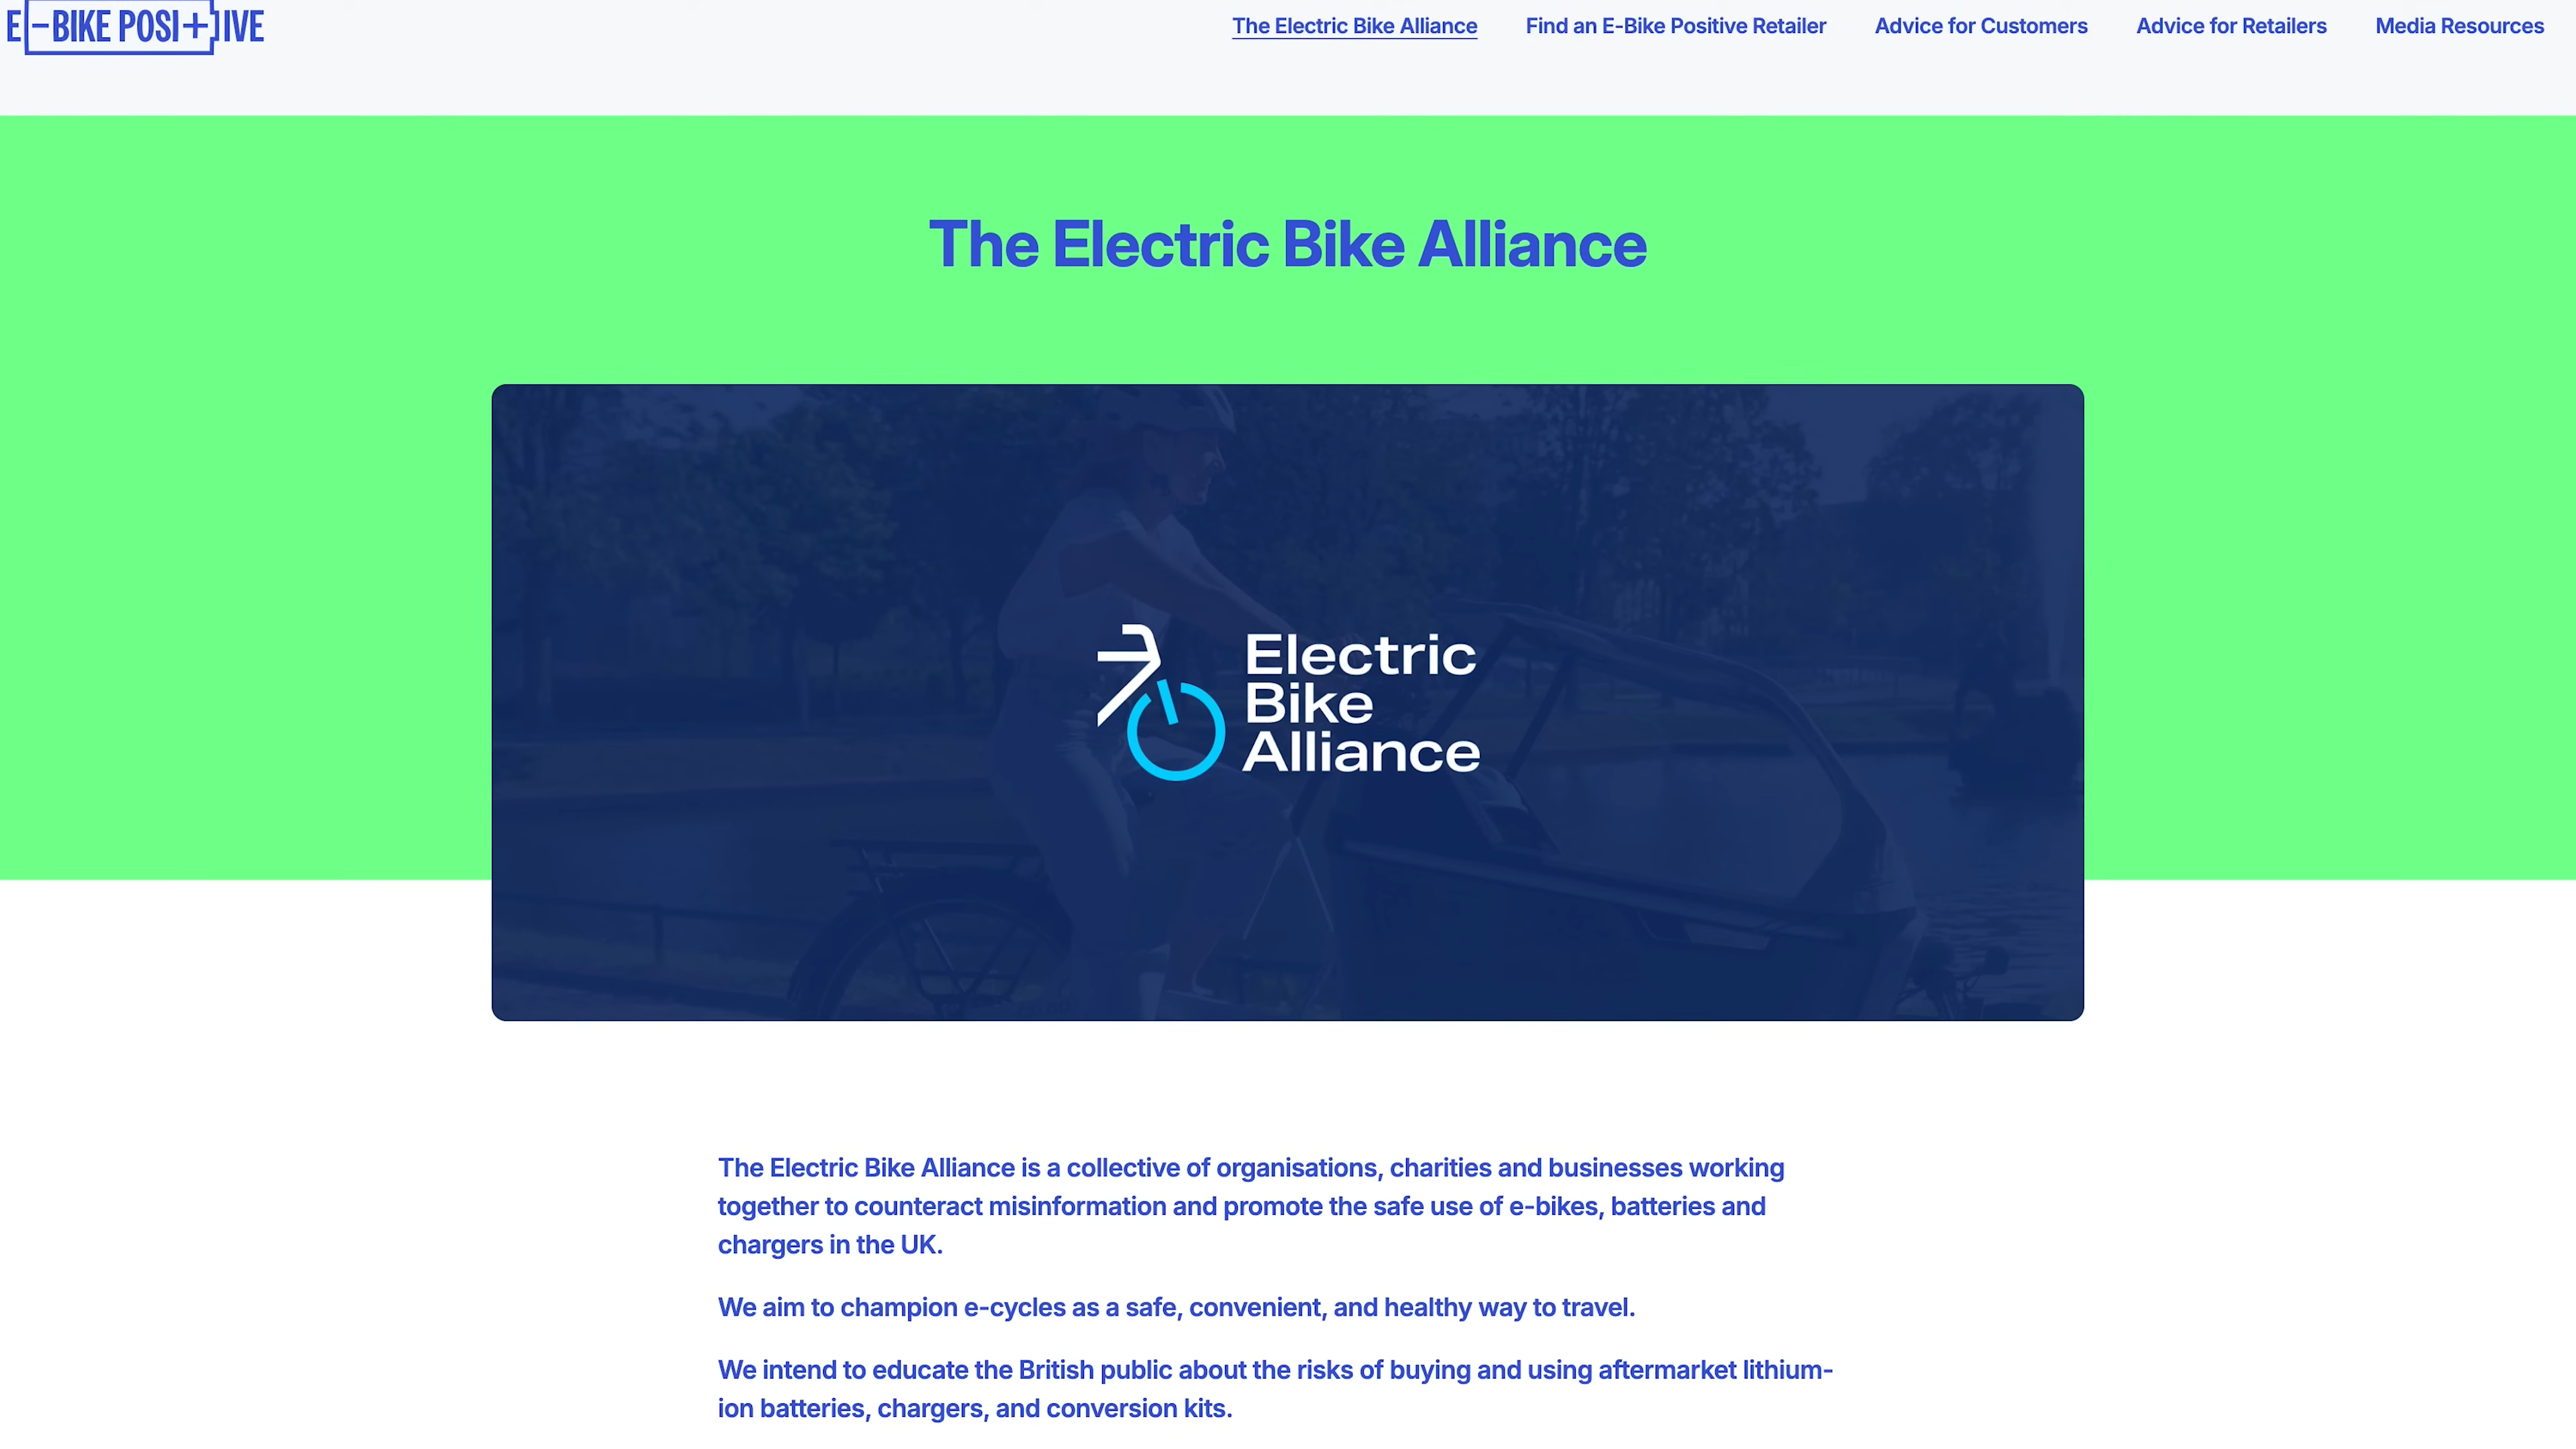 E-BIKE POSI+IVE
The Electric Bike Alliance
Find an E-Bike Positive Retailer
Advice for Customers
Advice for Retailers
Media Resources
The Electric Bike Alliance
Electric
Bike
Alliance
The Electric Bike Alliance is a collective of organisations, charities and businesses working
together to counteract misinformation and promote the safe use of e-bikes, batteries and
chargers in the UK.
We aim to champion e-cycles as a safe, convenient, and healthy way to travel.
We intend to educate the British public about the risks of buying and using aftermarket lithium-
ion batteries, chargers, and conversion kits.